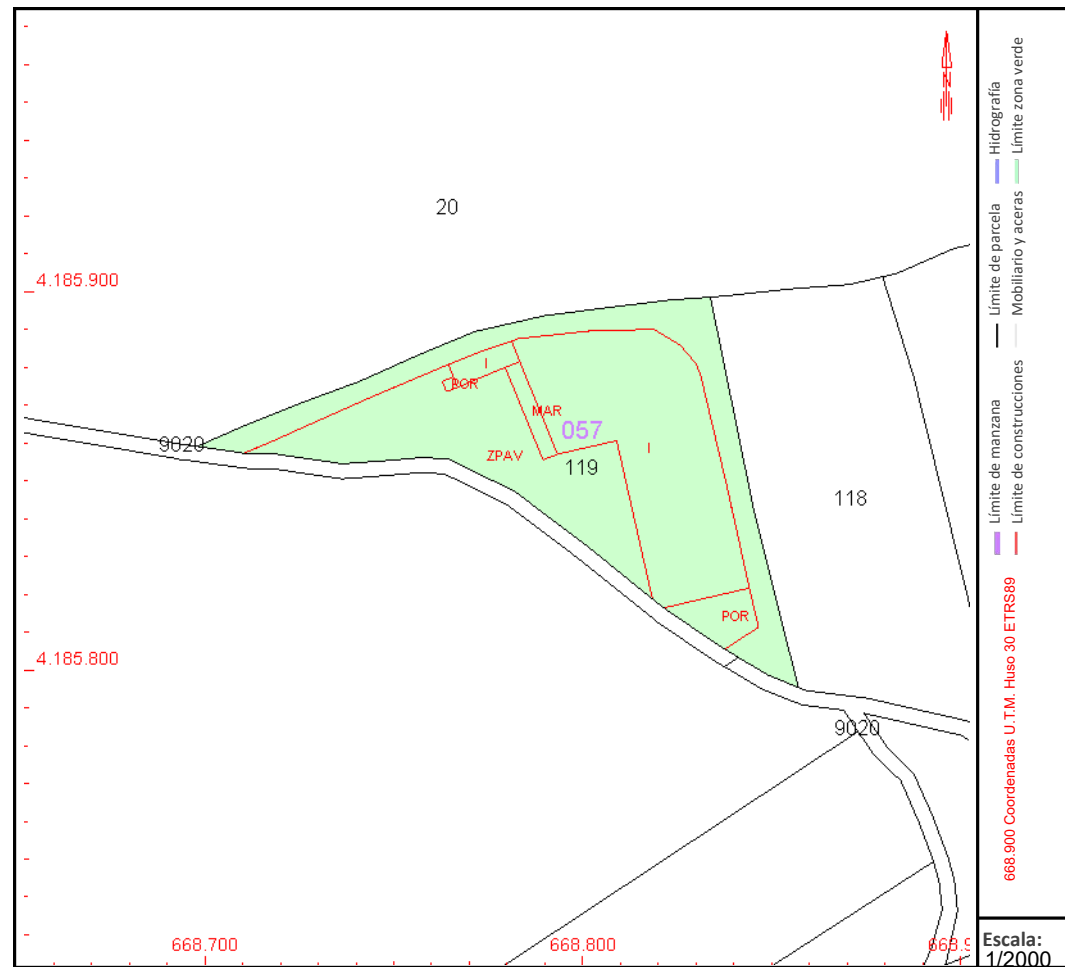 N
20
4.185.900
I
POR
MAR
057
9020
ZPAV
119
I
118
POR
4.185.800
9020
668.700
668.800
Límite de manzana
Límite de parcela
Hidrografía
Límite de construcciones
Mobiliario y aceras
Límite zona verde
668.900 Coordenadas U.T.M. Huso 30 ETRS89
Escala:
1/2000